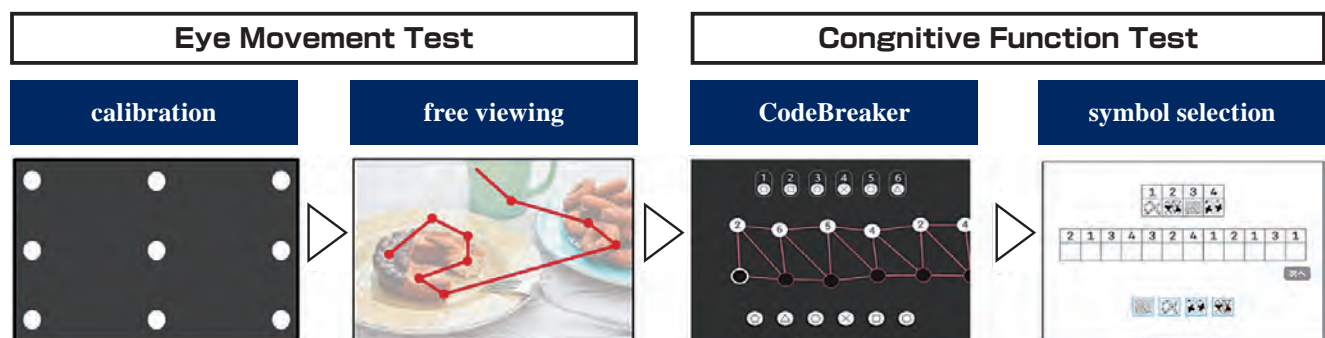 Eye Movement Test
Congnitive Function Test
calibration
free viewing
CodeBreaker
symbol selection
1 2 3 4 5 6
2 6 5 4 2 4
1 2 3 4
2 1 3 4 3 2 4 1 2 1 3 1
次へ